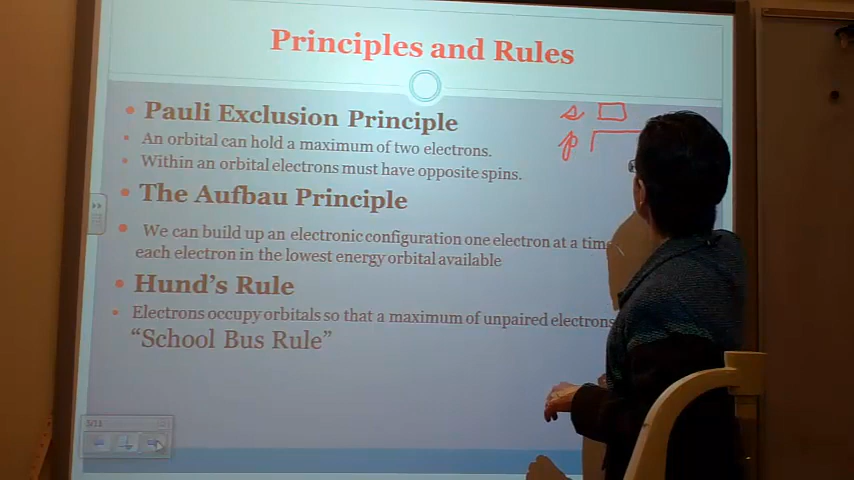 Principles and Rules
Pauli Exclusion Principle
An orbital can hold a maximum of two electrons.
Within an orbital electrons must have opposite spins.
The Aufbau Principle
We can build up an electronic configuration one electron at a
each electron in the lowest energy orbital available
Hund's Rule
Electrons occupy orbitals so that a maximum of unpaired electrons
"School Bus Rule"
s
p
3/11